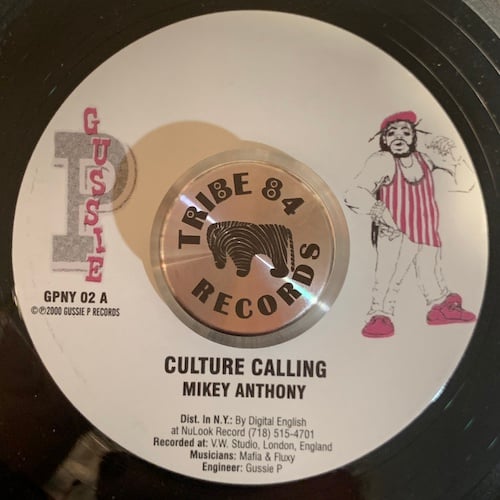 GUSSIE
P
TRIBE 84
RECORDS
GPNY 02 A
©℗2000 GUSSIE P RECORDS
CULTURE CALLING
MIKEY ANTHONY
Dist. In N.Y.: By Digital English
at NuLook Record (718) 515-4701
Recorded at: V.W. Studio, London, England
Musicians: Mafia & Fluxy
Engineer: Gussie P